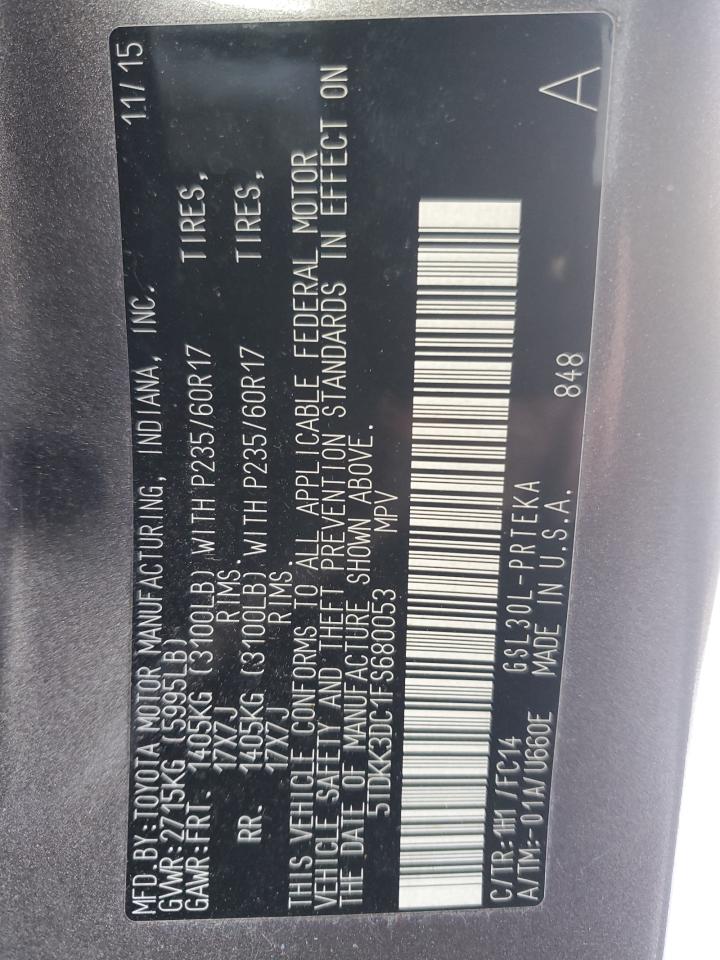 MFD.BY:TOYOTA MOTOR MANUFACTURING, INDIANA, INC. 11/15
GVWR:2715KG (5995LB)
GAWR:FRT. 1405KG (3100LB) WITH P235/60R17 TIRES,
17X7J RIMS.
RR. 1405KG (3100LB) WITH P235/60R17 TIRES,
17X7J RIMS.
THIS VEHICLE CONFORMS TO ALL APPLICABLE FEDERAL MOTOR
VEHICLE SAFETY AND THEFT PREVENTION STANDARDS IN EFFECT ON
THE DATE OF MANUFACTURE SHOWN ABOVE.
5TDKK3DC1FS680053 MPV
C/TR:1H1 /FC14 GSL30L-PRTEKA
A/TM:-01A/U660E MADE IN U.S.A. 848
A